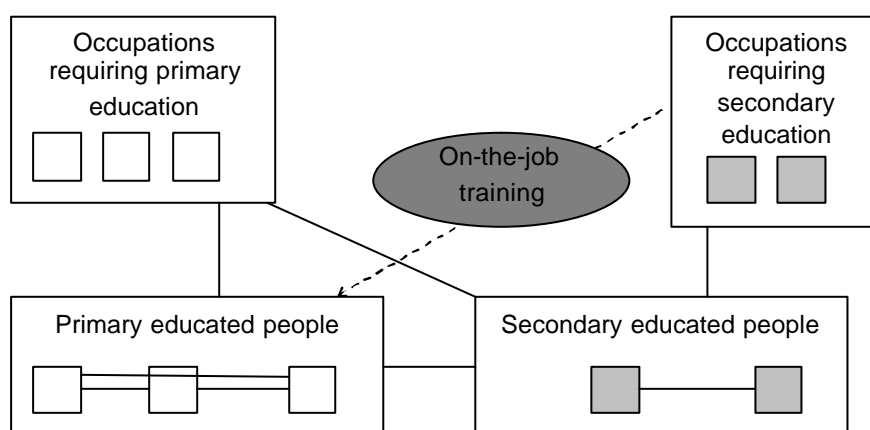 Occupations
requiring primary
education
Occupations
requiring
secondary
education
On-the-job
training
Primary educated people
Secondary educated people